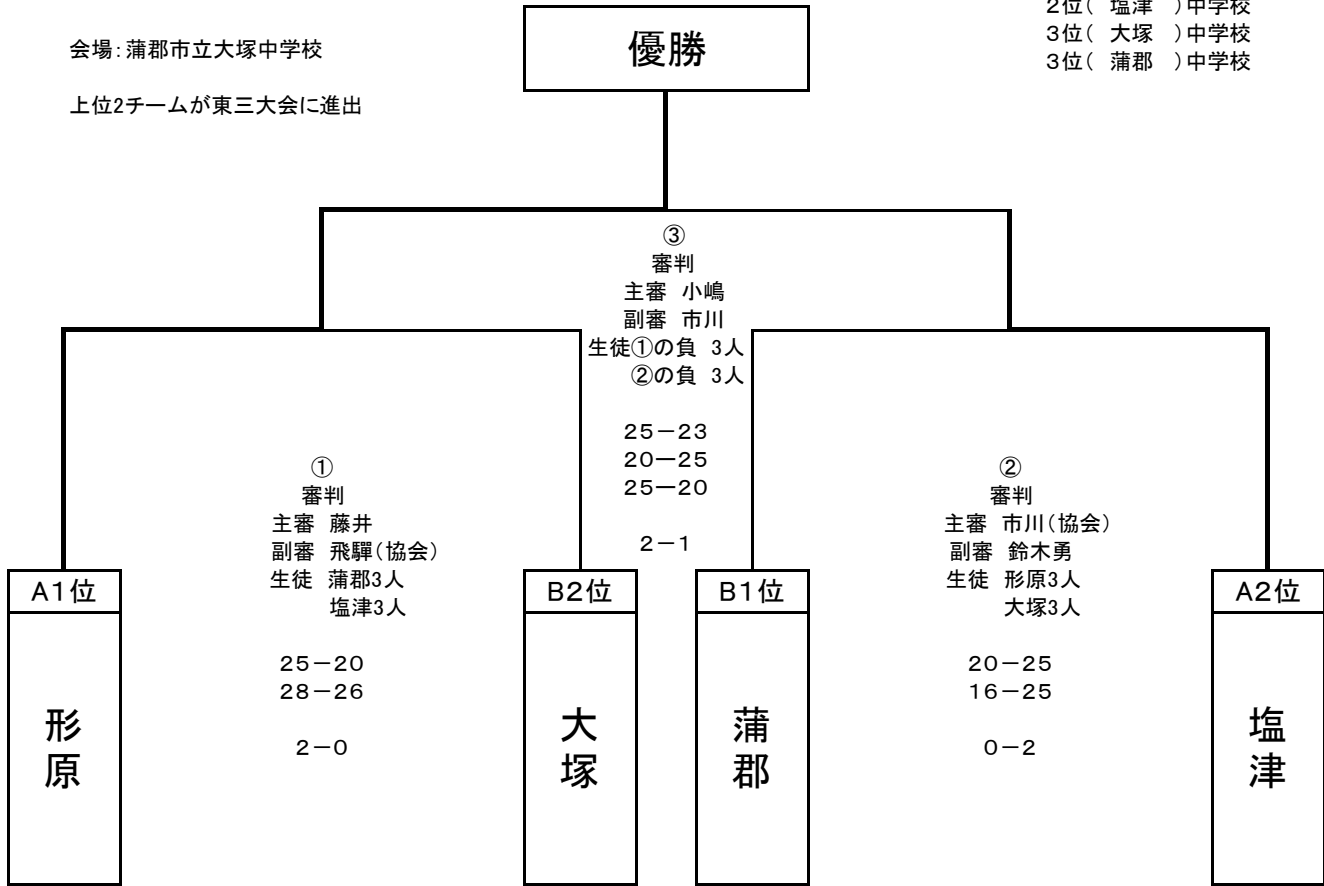 2位(　塩津　)中学校
会場：蒲郡市立大塚中学校
優勝
3位(　大塚　)中学校
3位(　蒲郡　)中学校
上位2チームが東三大会に進出
③
審判
主審　小嶋
副審　市川
生徒①の負　3人
②の負　3人
25－23
20－25
25－20
2－1
①
審判
主審　藤井
副審　飛驒（協会）
生徒　蒲郡3人
塩津3人
25－20
28－26
2－0
②
審判
主審　市川（協会）
副審　鈴木勇
生徒　形原3人
大塚3人
20－25
16－25
0－2
A1位
B2位
B1位
A2位
形原
大塚
蒲郡
塩津